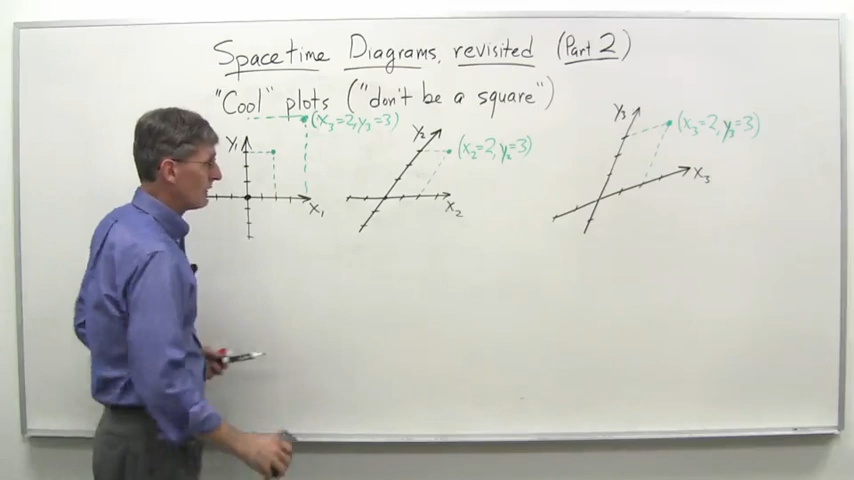 Spacetime Diagrams, revisited (Part 2)
"Cool" plots ("don't be a square")
Y₁
(x₃=2, y₃=3)
X₁
Y₂
(x₂=2, y₂=3)
X₂
Y₃
(x₃=2, y₃=3)
X₃